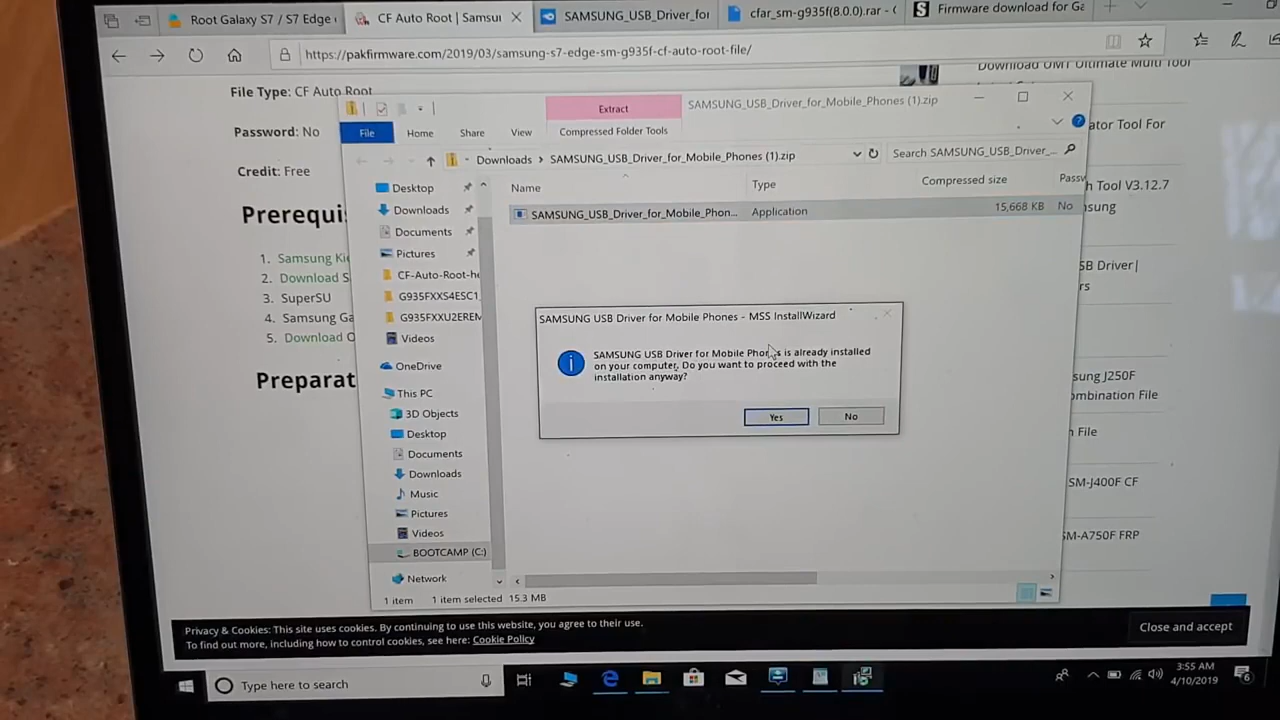 Root Galaxy S7 / S7 Edge
CF Auto Root | Samsu
SAMSUNG_USB_Driver_for
cfar_sm-g935f(8.0.0).rar - 
Firmware download for Ga
https://pakfirmware.com/2019/03/samsung-s7-edge-sm-g935f-cf-auto-root-file/
File Type: CF Auto Root
Password: No
Credit: Free
Prerequi
1. Samsung Ki
2. Download S
3. SuperSU
4. Samsung Ga
5. Download O
Preparat
Download UMT Ultimate Multi Tool
ator Tool For
h Tool V3.12.7
sung
SB Driver|
rs
sung J250F
ombination File
n File
SM-J400F CF
SM-A750F FRP
Extract
SAMSUNG_USB_Driver_for_Mobile_Phones (1).zip
File
Home
Share
View
Compressed Folder Tools
Downloads
SAMSUNG_USB_Driver_for_Mobile_Phones (1).zip
Search SAMSUNG_USB_Driver_...
Name
Type
Compressed size
Passw
SAMSUNG_USB_Driver_for_Mobile_Phon...
Application
15,668 KB
No
Desktop
Downloads
Documents
Pictures
CF-Auto-Root-he
G935FXXS4ESC1_
G935FXXU2EREM
Videos
OneDrive
This PC
3D Objects
Desktop
Documents
Downloads
Music
Pictures
Videos
BOOTCAMP (C:)
Network
SAMSUNG USB Driver for Mobile Phones - MSS InstallWizard
SAMSUNG USB Driver for Mobile Phones is already installed
on your computer. Do you want to proceed with the
installation anyway?
Yes
No
1 item
1 item selected 15.3 MB
Privacy & Cookies: This site uses cookies. By continuing to use this website, you agree to their use.
To find out more, including how to control cookies, see here: Cookie Policy
Close and accept
Type here to search
3:55 AM
4/10/2019
6